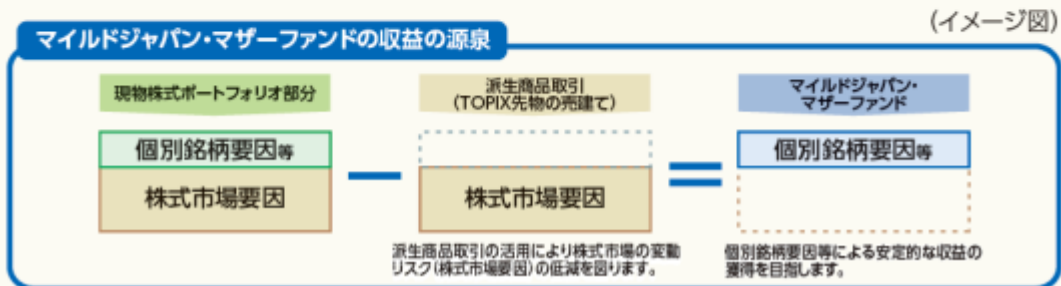 (イメージ図)
マイルドジャパン・マザーファンドの収益の源泉
現物株式ポートフォリオ部分
派生商品取引
(TOPIX先物の売建て)
マイルドジャパン・
マザーファンド
個別銘柄要因等
株式市場要因
株式市場要因
個別銘柄要因等
派生商品取引の活用により株式市場の変動
リスク(株式市場要因)の低減を図ります。
個別銘柄要因等による安定的な収益の
獲得を目指します。